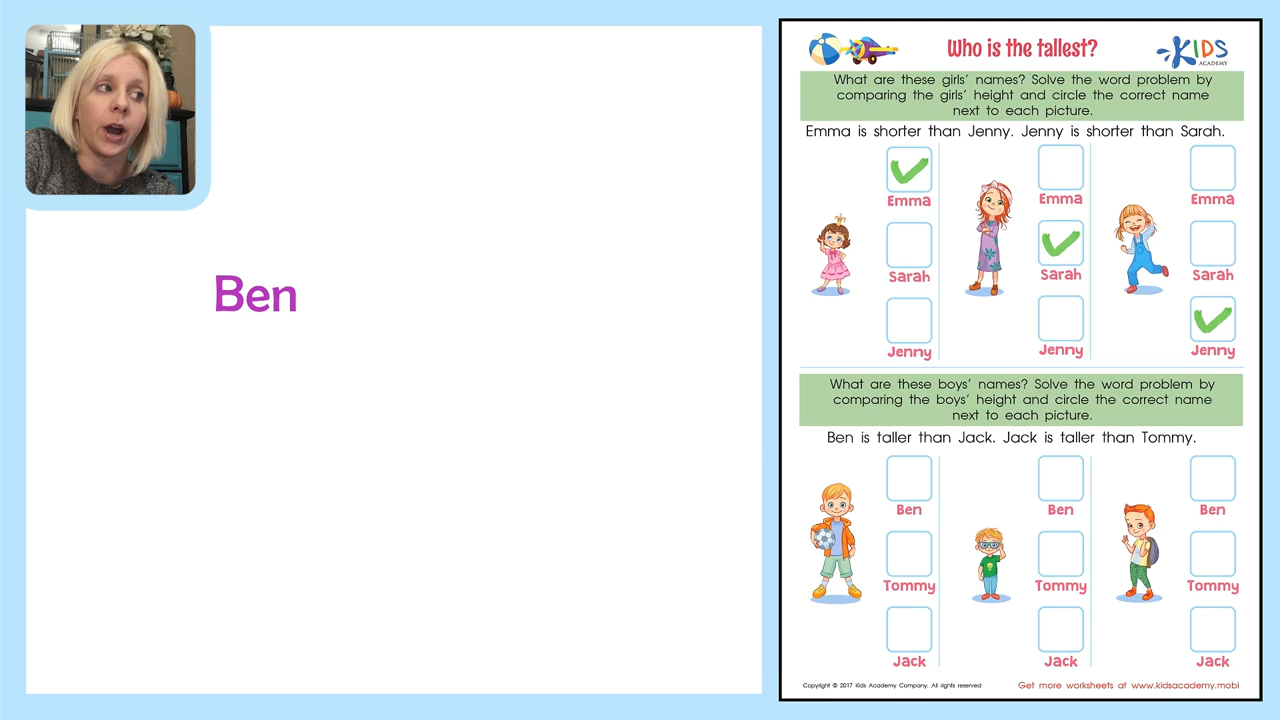 Ben
Who is the tallest?
KIDS
ACADEMY
What are these girls' names? Solve the word problem by
comparing the girls' height and circle the correct name
next to each picture.
Emma is shorter than Jenny. Jenny is shorter than Sarah.
Emma
Sarah
Jenny
Emma
Sarah
Jenny
Emma
Sarah
Jenny
What are these boys' names? Solve the word problem by
comparing the boys' height and circle the correct name
next to each picture.
Ben is taller than Jack. Jack is taller than Tommy.
Ben
Tommy
Jack
Ben
Tommy
Jack
Ben
Tommy
Jack
Copyright © 2017 Kids Academy Company. All rights reserved
Get more worksheets at www.kidsacademy.mobi